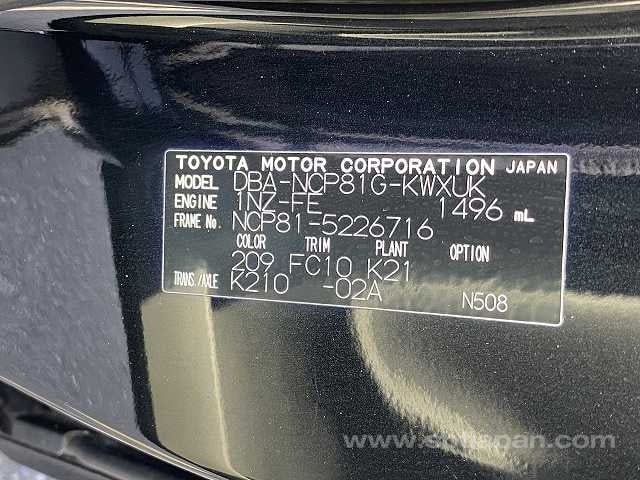 TOYOTA MOTOR CORPORATION JAPAN
MODEL DBA-NCP81G-KWXUK
ENGINE 1NZ-FE 1496 mL
FRAME No. NCP81-5226716
COLOR TRIM PLANT OPTION
209 FC10 K21
TRANS./AXLE K210 -02A
N508
www.sbtjapan.com